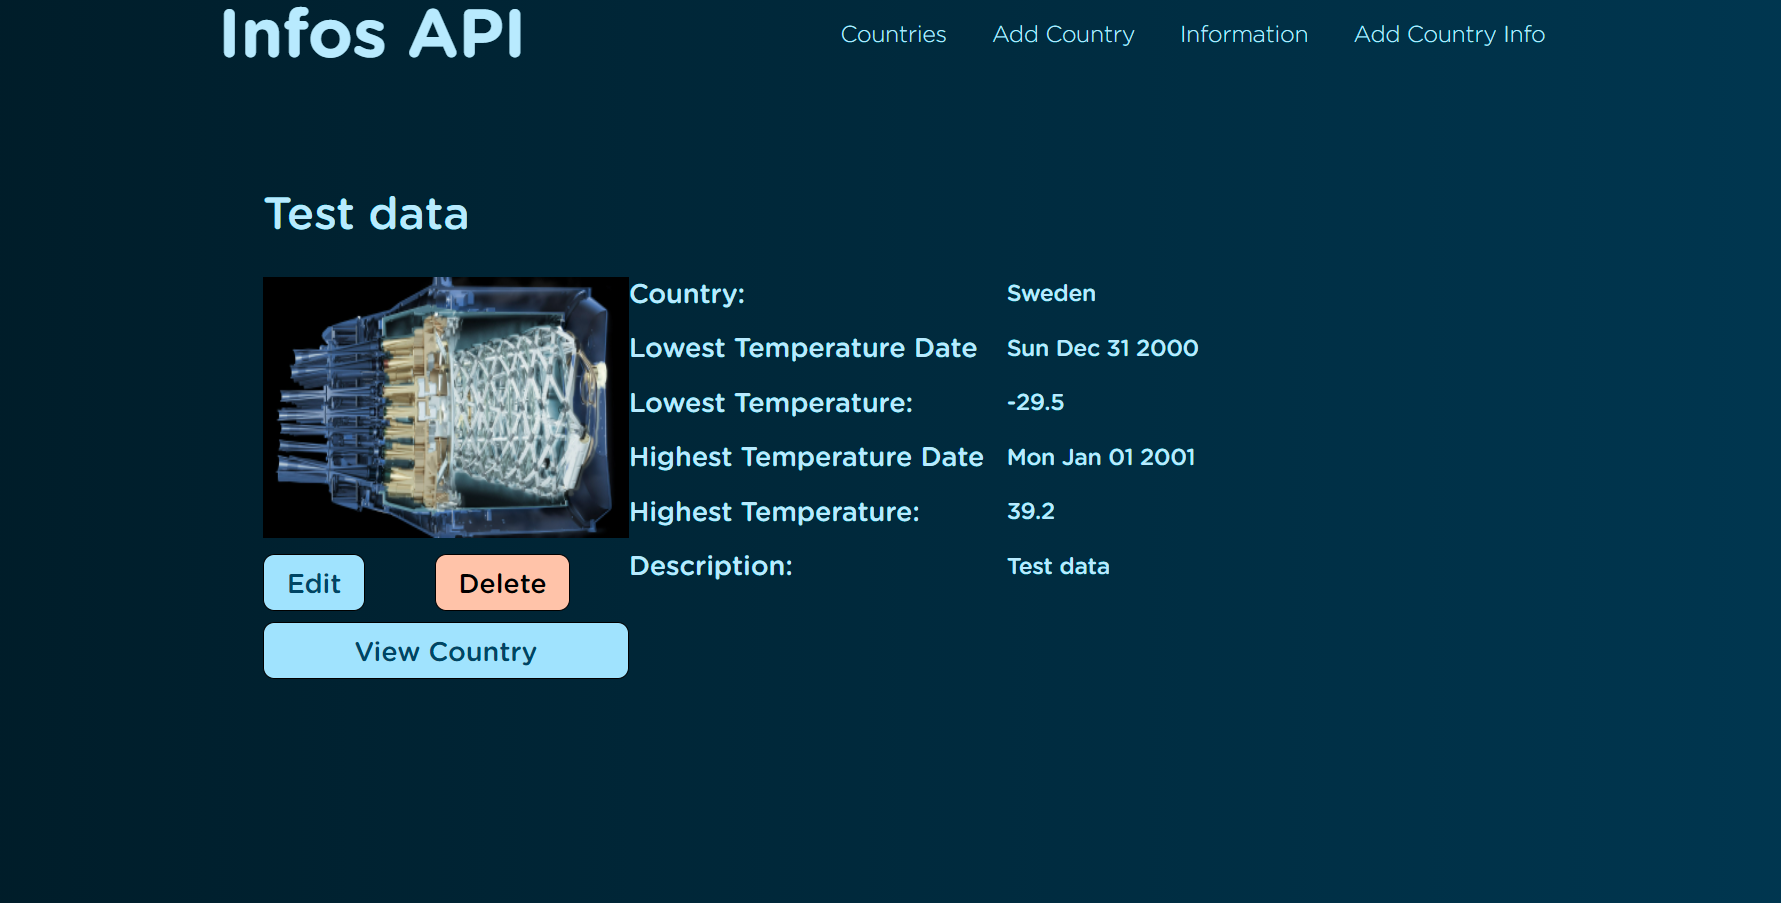 Infos API
Countries Add Country Information Add Country Info
Test data
Country: Sweden
Lowest Temperature Date Sun Dec 31 2000
Lowest Temperature: -29.5
Highest Temperature Date Mon Jan 01 2001
Highest Temperature: 39.2
Description: Test data
Edit Delete
View Country